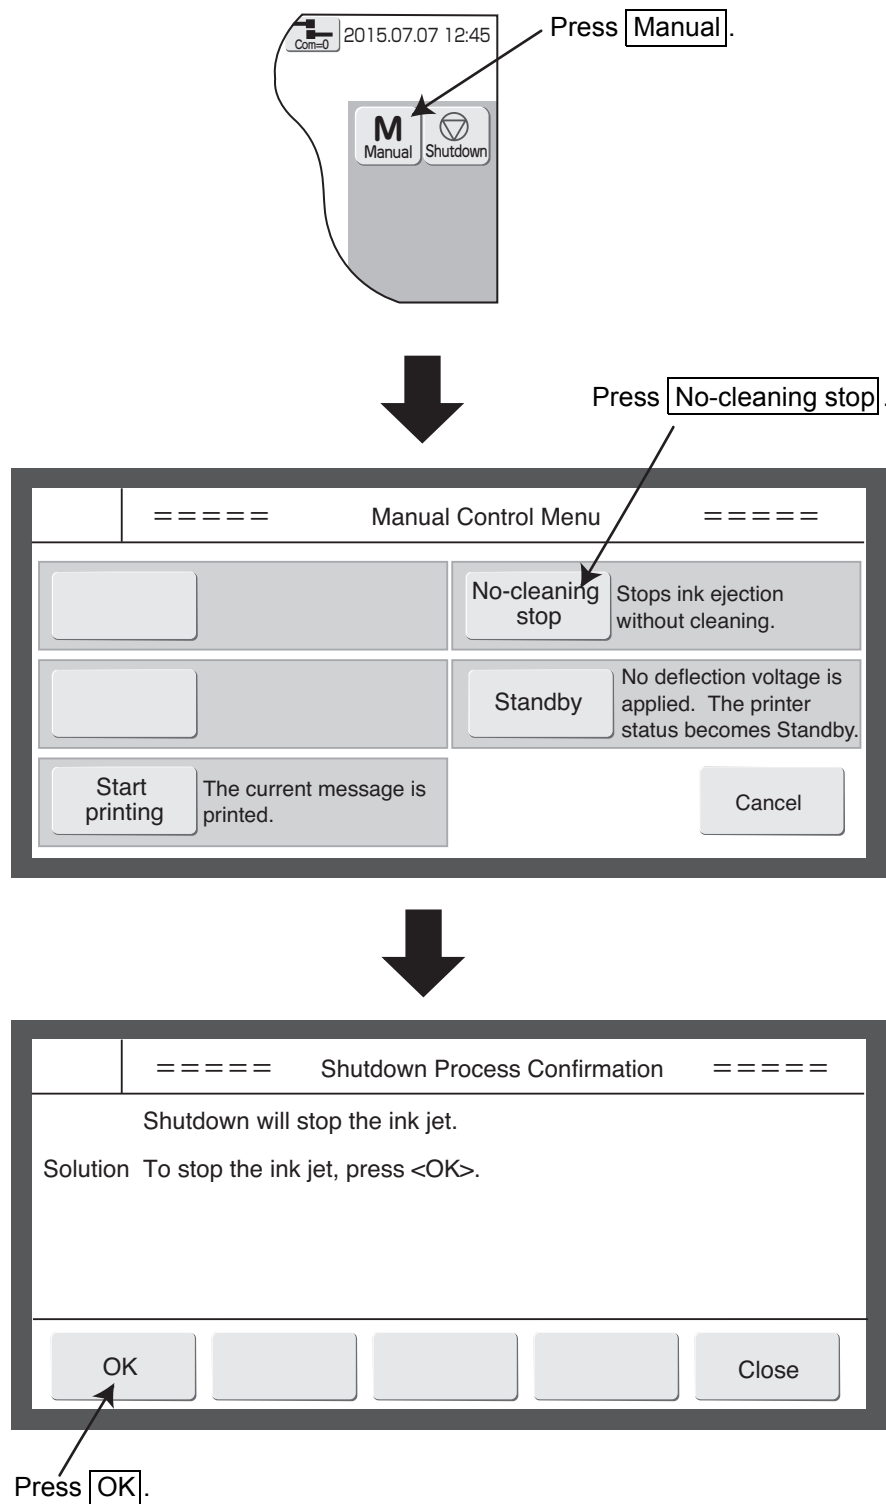 Press Manual.
Com=0 2015.07.07 12:45
M
Manual
Shutdown
Press No-cleaning stop.
===== Manual Control Menu =====
No-cleaning
stop
Stops ink ejection
without cleaning.
Standby
No deflection voltage is
applied. The printer
status becomes Standby.
Start
printing
The current message is
printed.
Cancel
===== Shutdown Process Confirmation =====
Shutdown will stop the ink jet.
Solution To stop the ink jet, press <OK>.
OK
Close
Press OK.